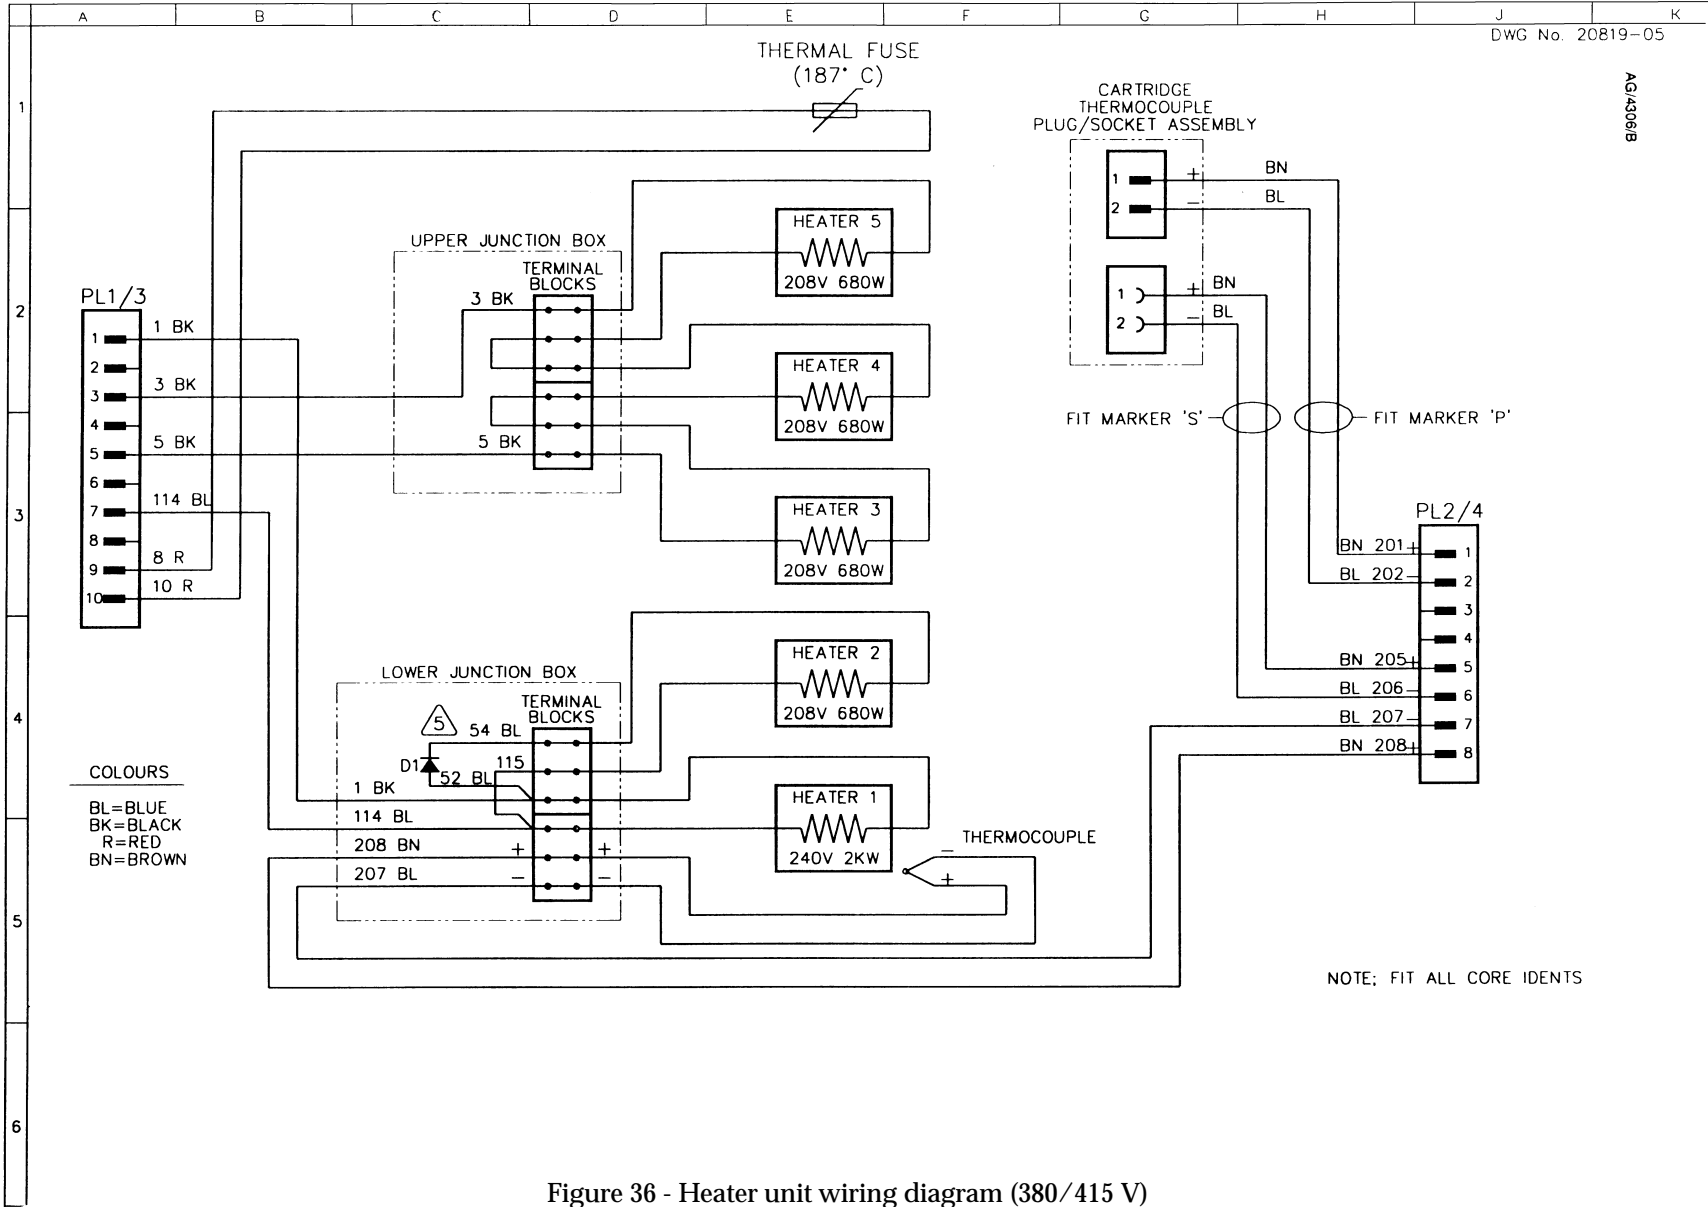 A B C D E F G H J K
DWG No. 20819-05
AG/4306/B
1
2
3
4
5
6
THERMAL FUSE
(187° C)
CARTRIDGE
THERMOCOUPLE
PLUG/SOCKET ASSEMBLY
1 + BN
2 - BL
1 + BN
2 - BL
FIT MARKER 'S'
FIT MARKER 'P'
UPPER JUNCTION BOX
TERMINAL
BLOCKS
3 BK
5 BK
HEATER 5
208V 680W
HEATER 4
208V 680W
HEATER 3
208V 680W
HEATER 2
208V 680W
HEATER 1
240V 2KW
PL1/3
1 1 BK
2
3 3 BK
4
5 5 BK
6
7 114 BL
8
9 8 R
10 10 R
LOWER JUNCTION BOX
TERMINAL
BLOCKS
5
54 BL
D1
115
52 BL
1 BK
114 BL
208 BN + +
207 BL - -
THERMOCOUPLE
-
+
PL2/4
BN 201 + 1
BL 202 - 2
3
4
BN 205 + 5
BL 206 - 6
BL 207 - 7
BN 208 + 8
COLOURS
BL=BLUE
BK=BLACK
R=RED
BN=BROWN
NOTE; FIT ALL CORE IDENTS
Figure 36 - Heater unit wiring diagram (380/415 V)